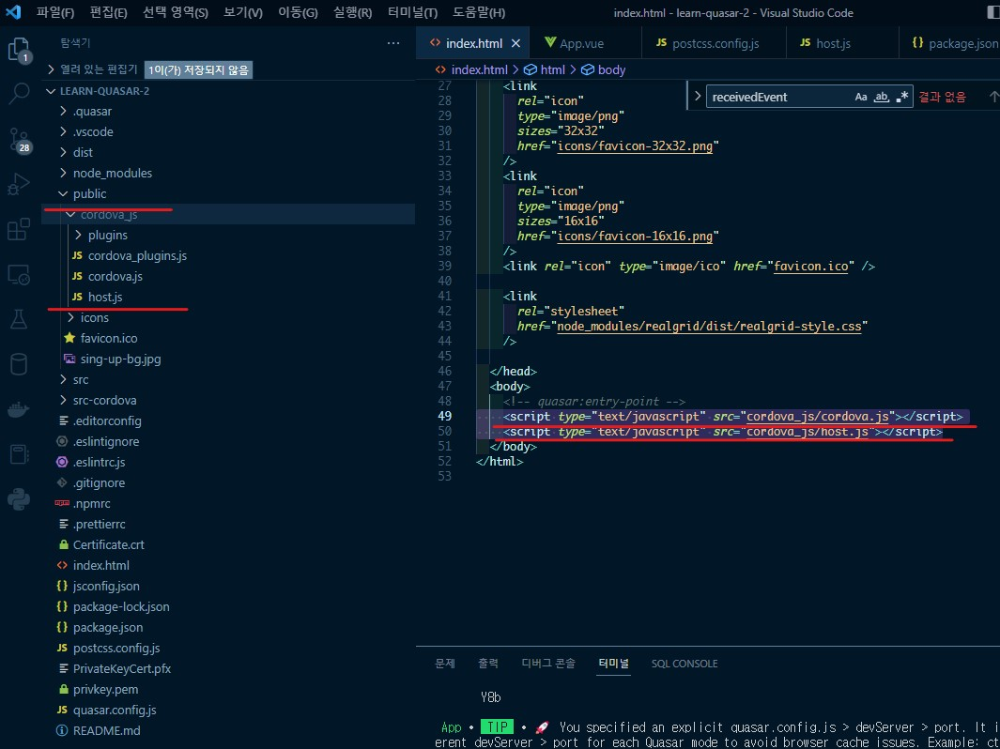 파일(F) 편집(E) 선택 영역(S) 보기(V) 이동(G) 실행(R) 터미널(T) 도움말(H) index.html - learn-quasar-2 - Visual Studio Code
탐색기 ···
열려 있는 편집기 1이(가) 저장되지 않음
LEARN-QUASAR-2
.quasar
.vscode
dist
node_modules
public
cordova_js
plugins
JS cordova_plugins.js
JS cordova.js
JS host.js
icons
favicon.ico
sing-up-bg.jpg
src
src-cordova
.editorconfig
.eslintignore
.eslintrc.js
.gitignore
.npmrc
.prettierrc
Certificate.crt
<> index.html
{} jsconfig.json
{} package-lock.json
{} package.json
JS postcss.config.js
PrivateKeyCert.pfx
privkey.pem
JS quasar.config.js
README.md
1
28
<> index.html × App.vue JS postcss.config.js JS host.js {} package.json
<> index.html > html > body
receivedEvent Aa ab .* 결과 없음
27 <link
28 rel="icon"
29 type="image/png"
30 sizes="32x32"
31 href="icons/favicon-32x32.png"
32 />
33 <link
34 rel="icon"
35 type="image/png"
36 sizes="16x16"
37 href="icons/favicon-16x16.png"
38 />
39 <link rel="icon" type="image/ico" href="favicon.ico" />
40
41 <link
42 rel="stylesheet"
43 href="node_modules/realgrid/dist/realgrid-style.css"
44 />
45
46 </head>
47 <body>
48 <!-- quasar:entry-point -->
49 <script type="text/javascript" src="cordova_js/cordova.js"></script>
50 <script type="text/javascript" src="cordova_js/host.js"></script>
51 </body>
52 </html>
53
문제 출력 디버그 콘솔 터미널 SQL CONSOLE
Y8b
App • TIP • 🚀 You specified an explicit quasar.config.js > devServer > port. It i
erent devServer > port for each Quasar mode to avoid browser cache issues. Example: ct